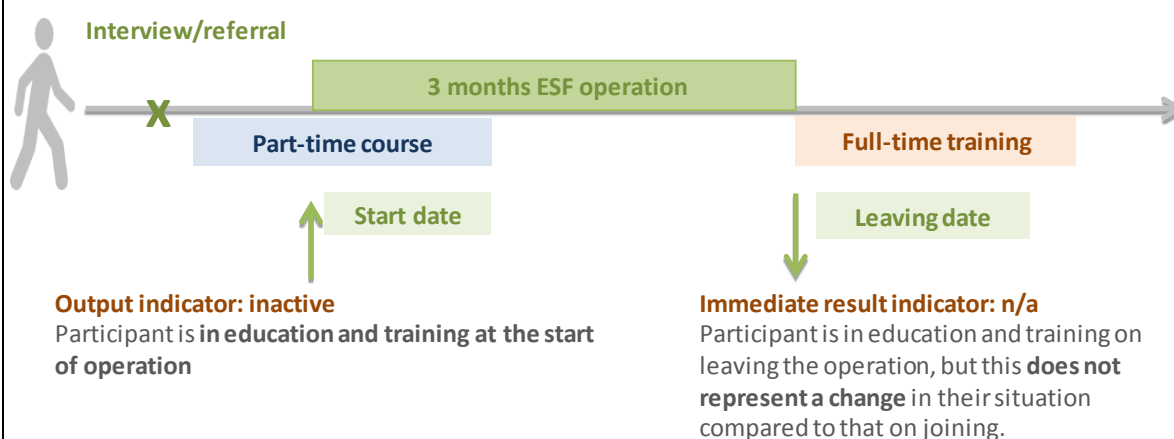 Interview/referral
3 months ESF operation
X
Part-time course
Full-time training
Start date
Leaving date
Output indicator: inactive
Participant is in education and training at the start
of operation
Immediate result indicator: n/a
Participant is in education and training on
leaving the operation, but this does not
represent a change in their situation
compared to that on joining.